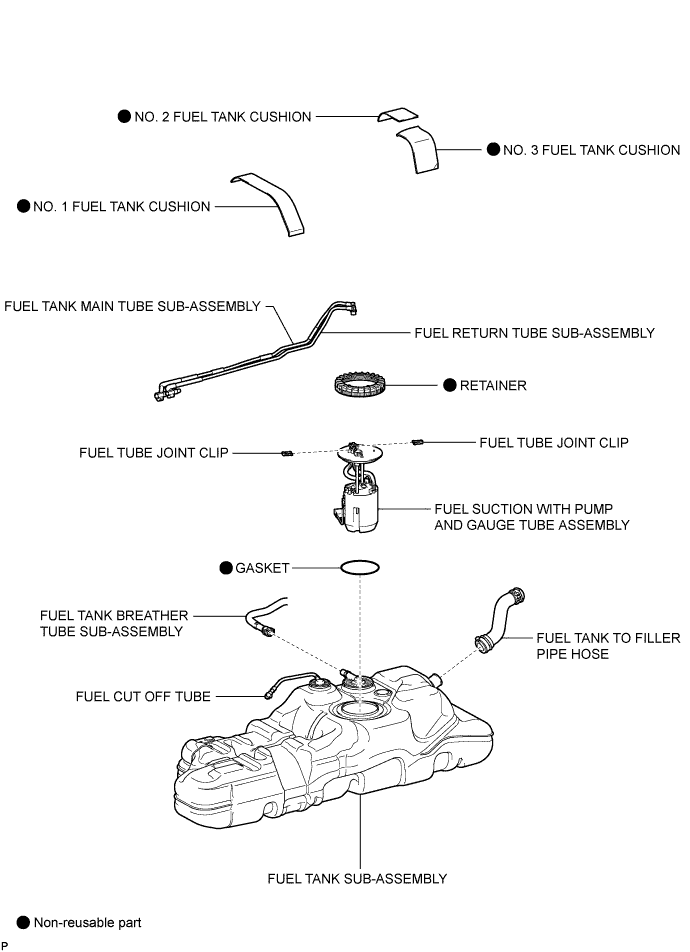 ● NO. 2 FUEL TANK CUSHION
● NO. 3 FUEL TANK CUSHION
● NO. 1 FUEL TANK CUSHION
FUEL TANK MAIN TUBE SUB-ASSEMBLY
FUEL RETURN TUBE SUB-ASSEMBLY
● RETAINER
FUEL TUBE JOINT CLIP
FUEL TUBE JOINT CLIP
FUEL SUCTION WITH PUMP
AND GAUGE TUBE ASSEMBLY
● GASKET
FUEL TANK BREATHER
TUBE SUB-ASSEMBLY
FUEL TANK TO FILLER
PIPE HOSE
FUEL CUT OFF TUBE
FUEL TANK SUB-ASSEMBLY
● Non-reusable part
P